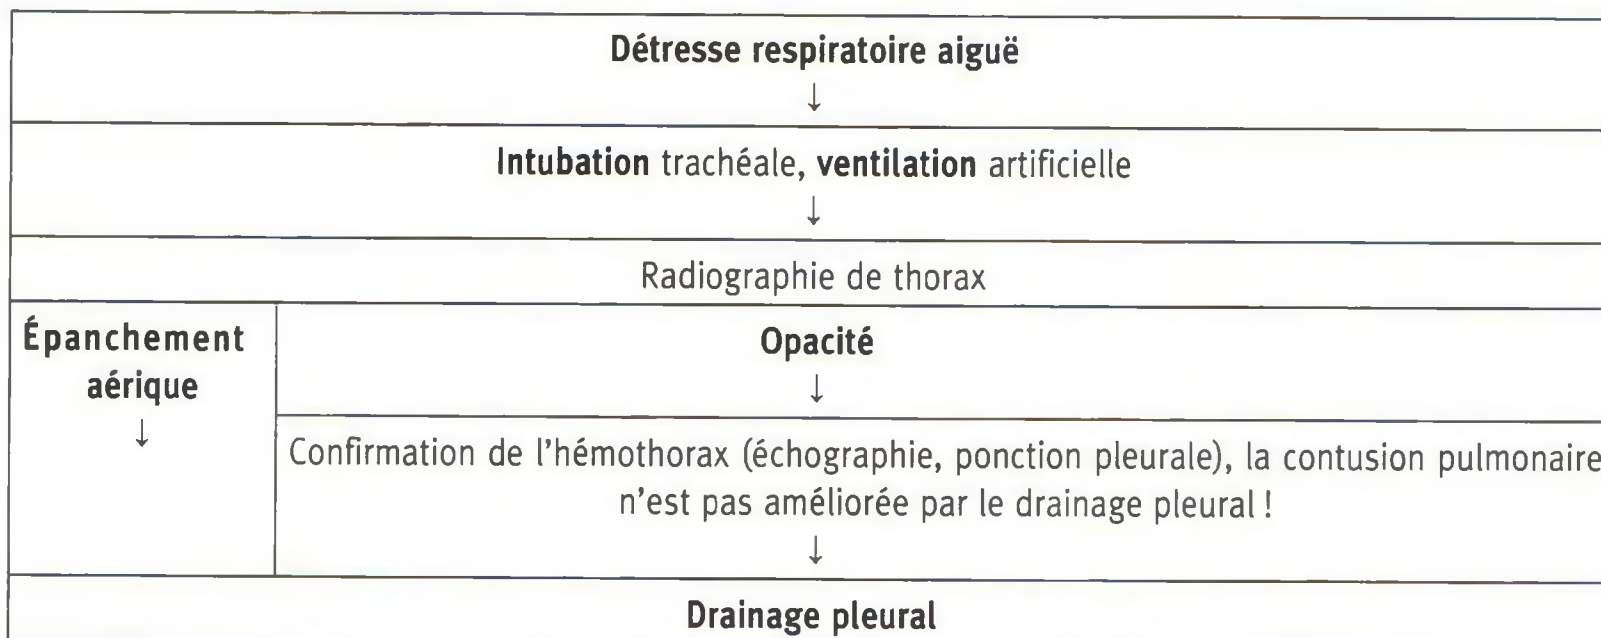 Détresse respiratoire aiguë
↓
Intubation trachéale, ventilation artificielle
↓
Radiographie de thorax
Épanchement
aérique
↓
Opacité
↓
Confirmation de l'hémothorax (échographie, ponction pleurale), la contusion pulmonaire
n'est pas améliorée par le drainage pleural !
↓
Drainage pleural